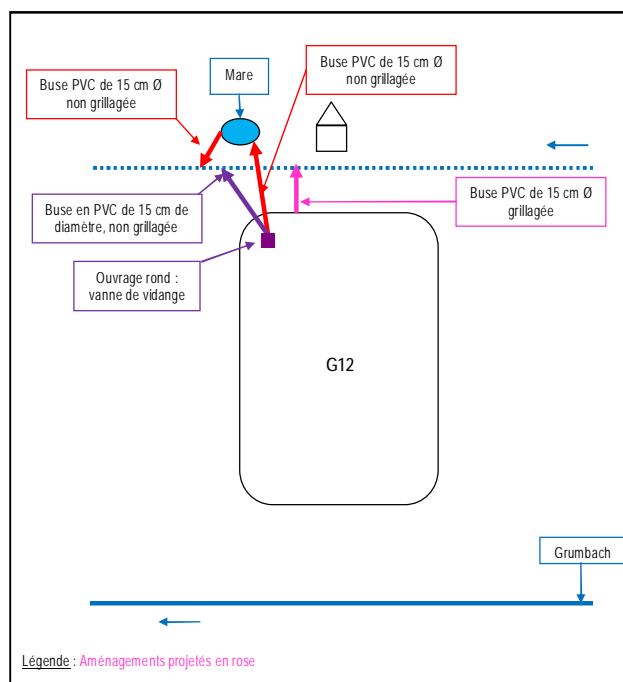 Buse PVC de 15 cm Ø
non grillagée
Mare
Buse PVC de 15 cm Ø
non grillagée
Buse en PVC de 15 cm de
diamètre, non grillagée
Buse PVC de 15 cm Ø
grillagée
Ouvrage rond :
vanne de vidange
G12
Grumbach
Légende : Aménagements projetés en rose